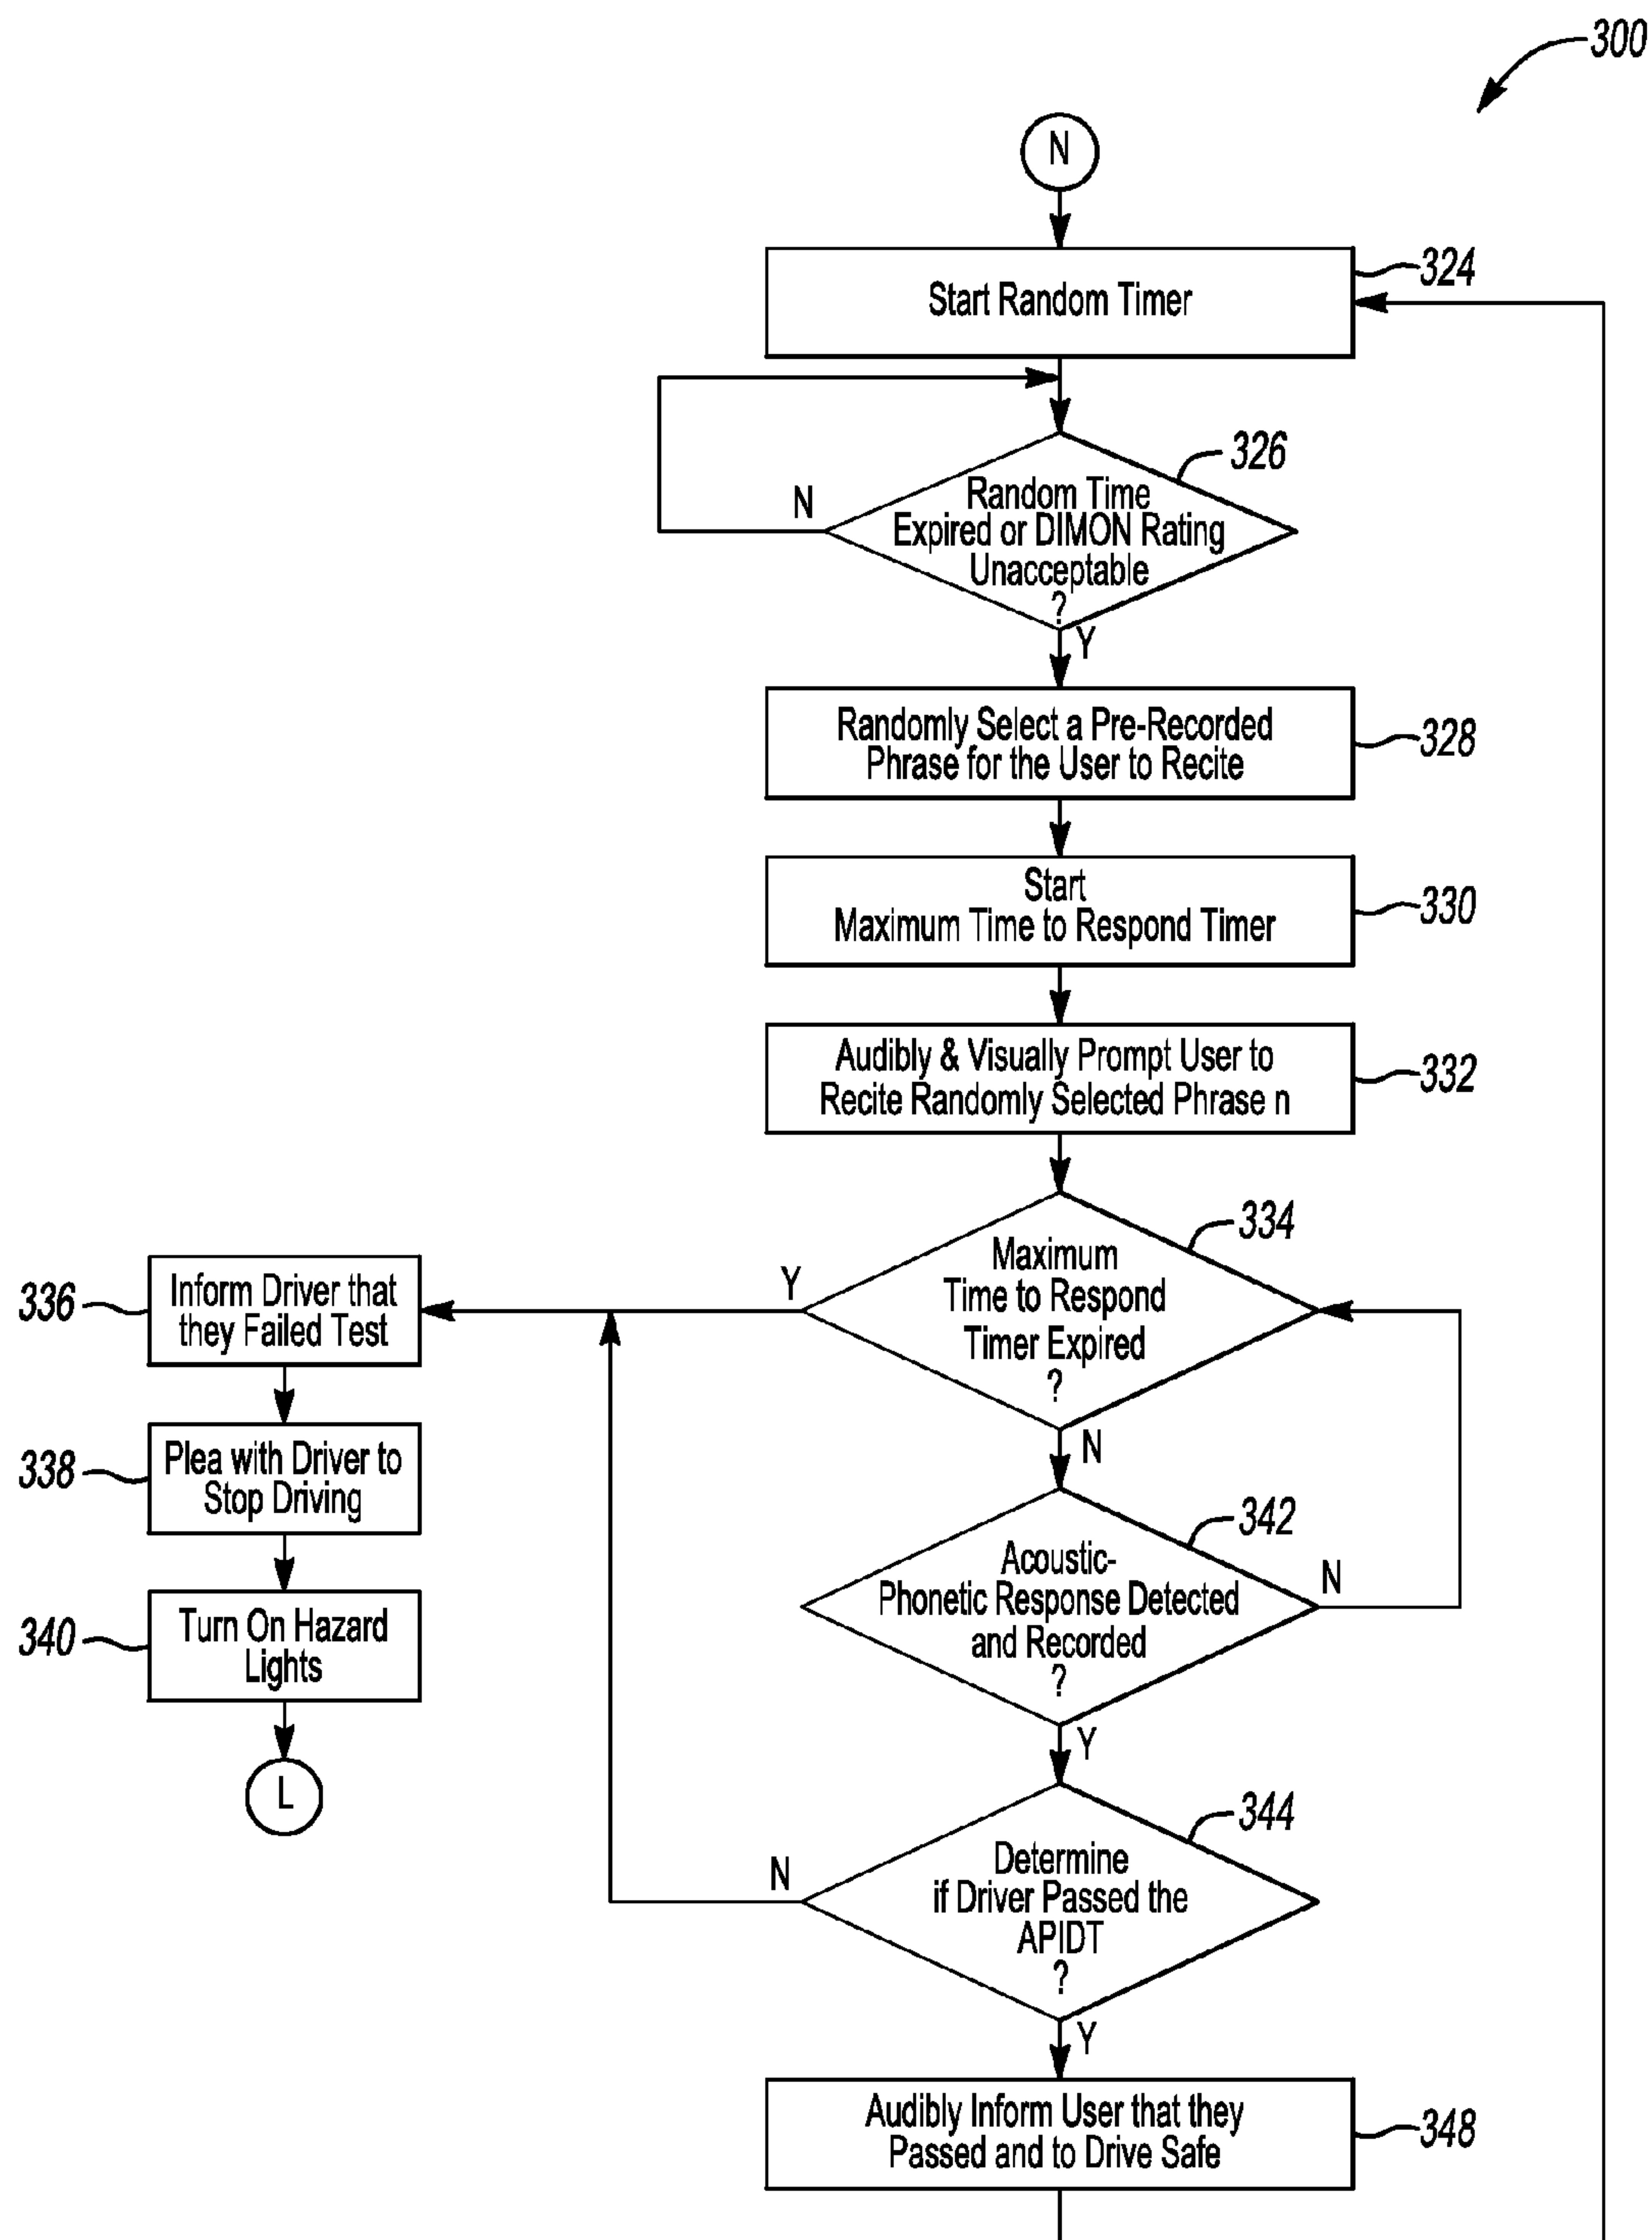 300
N
324
Start Random Timer
326
Random Time
Expired or DIMON Rating
Unacceptable
?
N
Y
Randomly Select a Pre-Recorded
Phrase for the User to Recite
328
Start
Maximum Time to Respond Timer
330
Audibly & Visually Prompt User to
Recite Randomly Selected Phrase n
332
334
Maximum
Time to Respond
Timer Expired
?
Y
N
336
Inform Driver that
they Failed Test
338
Plea with Driver to
Stop Driving
340
Turn On Hazard
Lights
L
342
Acoustic-
Phonetic Response Detected
and Recorded
?
N
Y
344
Determine
if Driver Passed the
APIDT
?
N
Y
Audibly Inform User that they
Passed and to Drive Safe
348